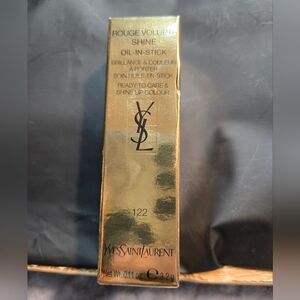 ROUGE VOLUPTÉ
SHINE
OIL-IN-STICK
BRILLANCE & COULEUR
À PORTER
SOIN HUILE-EN-STICK
READY TO CARE &
SHINE UP COLOUR
YSL
122
YVESSAINTLAURENT
Net Wt. 0.11 oz. ℮ 3.2 g